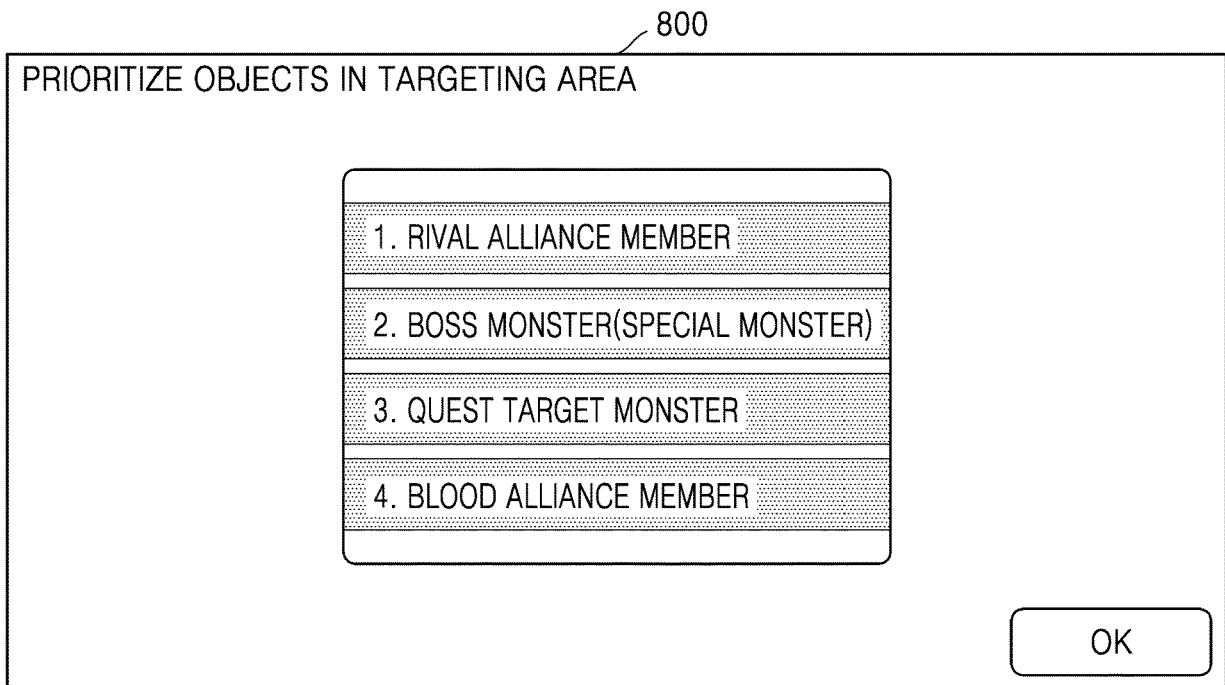 800
PRIORITIZE OBJECTS IN TARGETING AREA
1. RIVAL ALLIANCE MEMBER
2. BOSS MONSTER(SPECIAL MONSTER)
3. QUEST TARGET MONSTER
4. BLOOD ALLIANCE MEMBER
OK